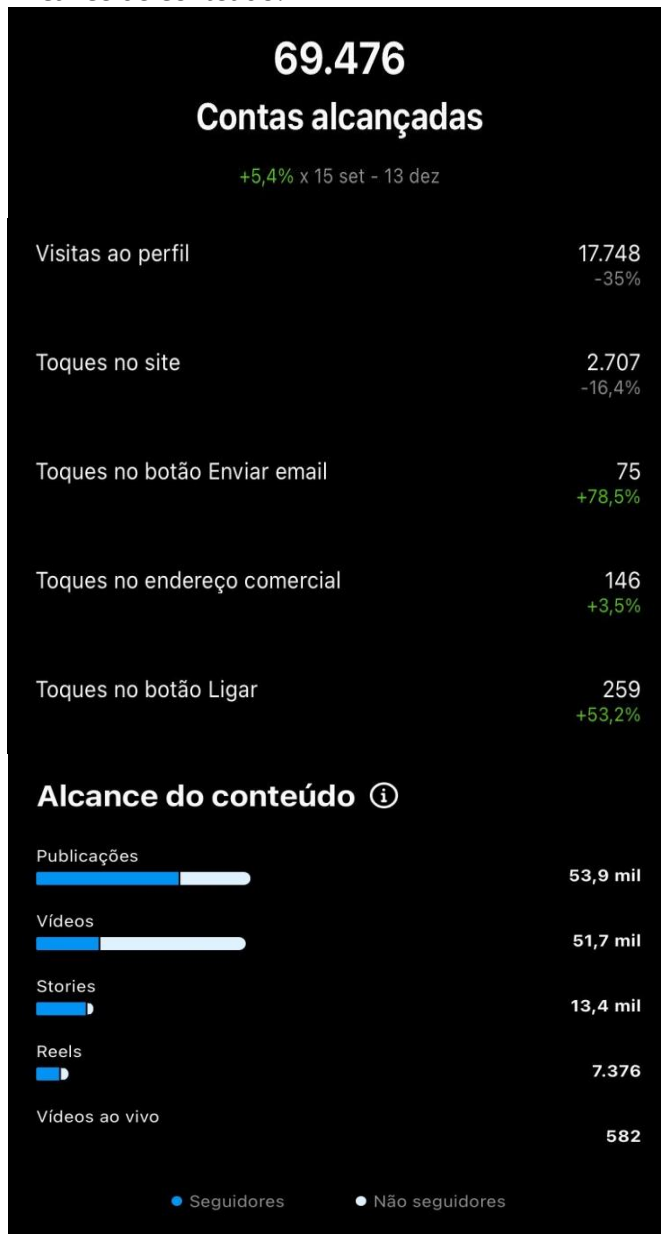 69.476
Contas alcançadas
+5,4% x 15 set - 13 dez
Visitas ao perfil 17.748
-35%
Toques no site 2.707
-16,4%
Toques no botão Enviar email 75
+78,5%
Toques no endereço comercial 146
+3,5%
Toques no botão Ligar 259
+53,2%
Alcance do conteúdo
Publicações
53,9 mil
Vídeos
51,7 mil
Stories
13,4 mil
Reels
7.376
Vídeos ao vivo
582
Seguidores Não seguidores